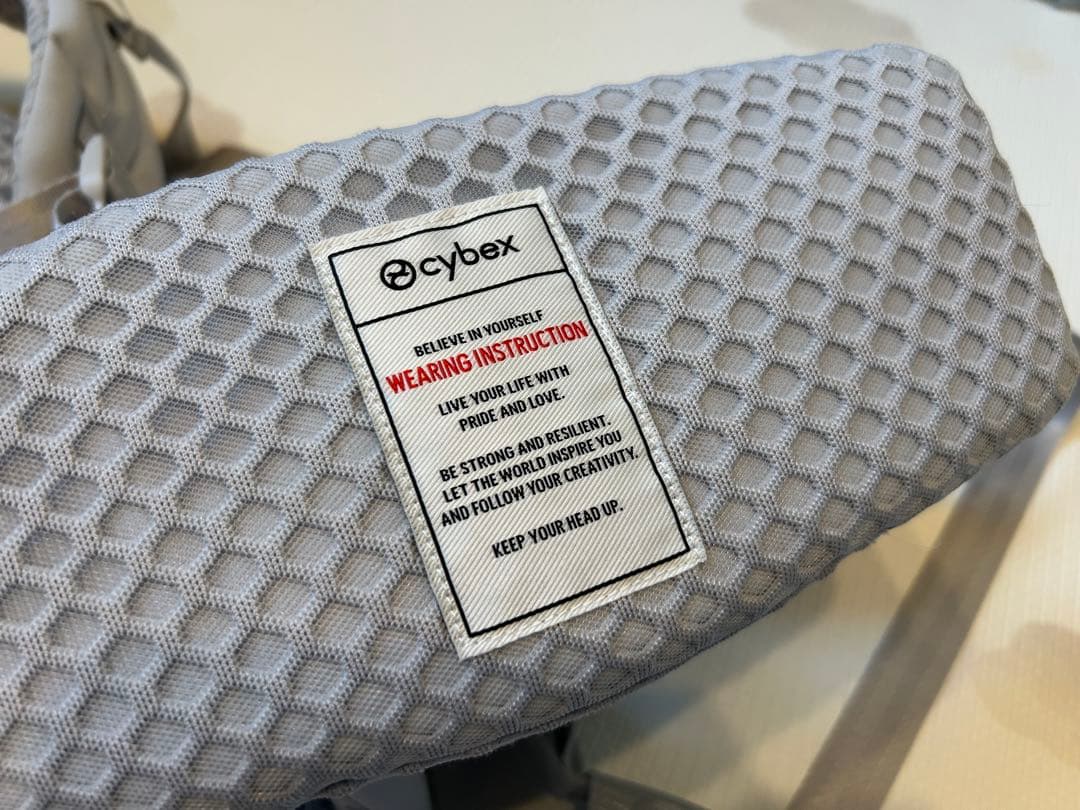 cybex
BELIEVE IN YOURSELF
WEARING INSTRUCTION
LIVE YOUR LIFE WITH
PRIDE AND LOVE.
BE STRONG AND RESILIENT.
LET THE WORLD INSPIRE YOU
AND FOLLOW YOUR CREATIVITY.
KEEP YOUR HEAD UP.